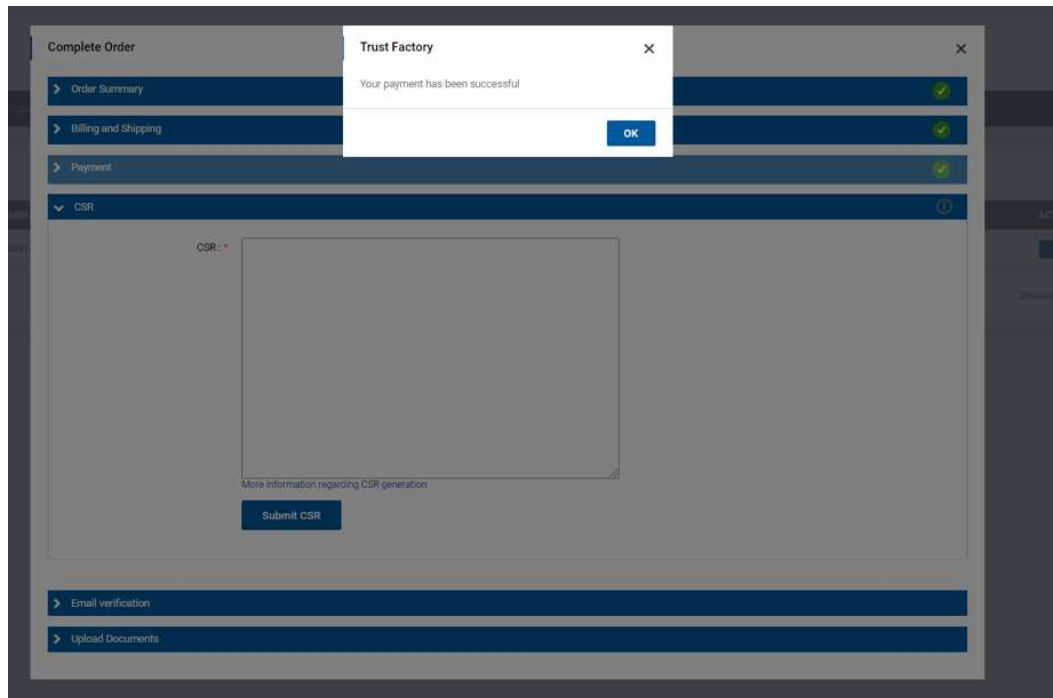 Complete Order
Trust Factory
Your payment has been successful
OK
Order Summary
Billing and Shipping
Payment
CSR
CSR : *
More information regarding CSR generation
Submit CSR
Email verification
Upload Documents